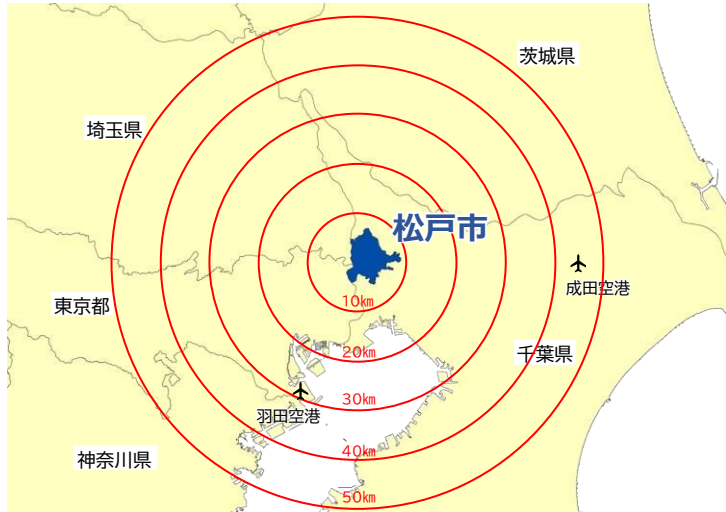 茨城県
埼玉県
松戸市
成田空港
10km
東京都
20km
千葉県
30km
羽田空港
40km
神奈川県
50km